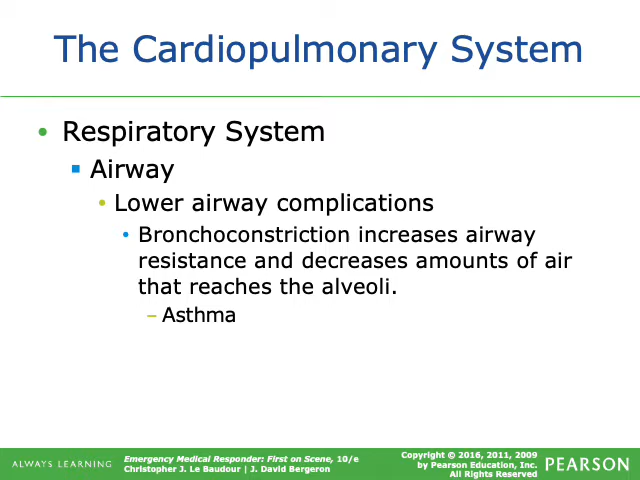 The Cardiopulmonary System
• Respiratory System
▪ Airway
• Lower airway complications
• Bronchoconstriction increases airway
resistance and decreases amounts of air
that reaches the alveoli.
– Asthma
ALWAYS LEARNING
Emergency Medical Responder: First on Scene, 10/e
Christopher J. Le Baudour | J. David Bergeron
Copyright © 2016, 2011, 2009
by Pearson Education, Inc.
All Rights Reserved
PEARSON